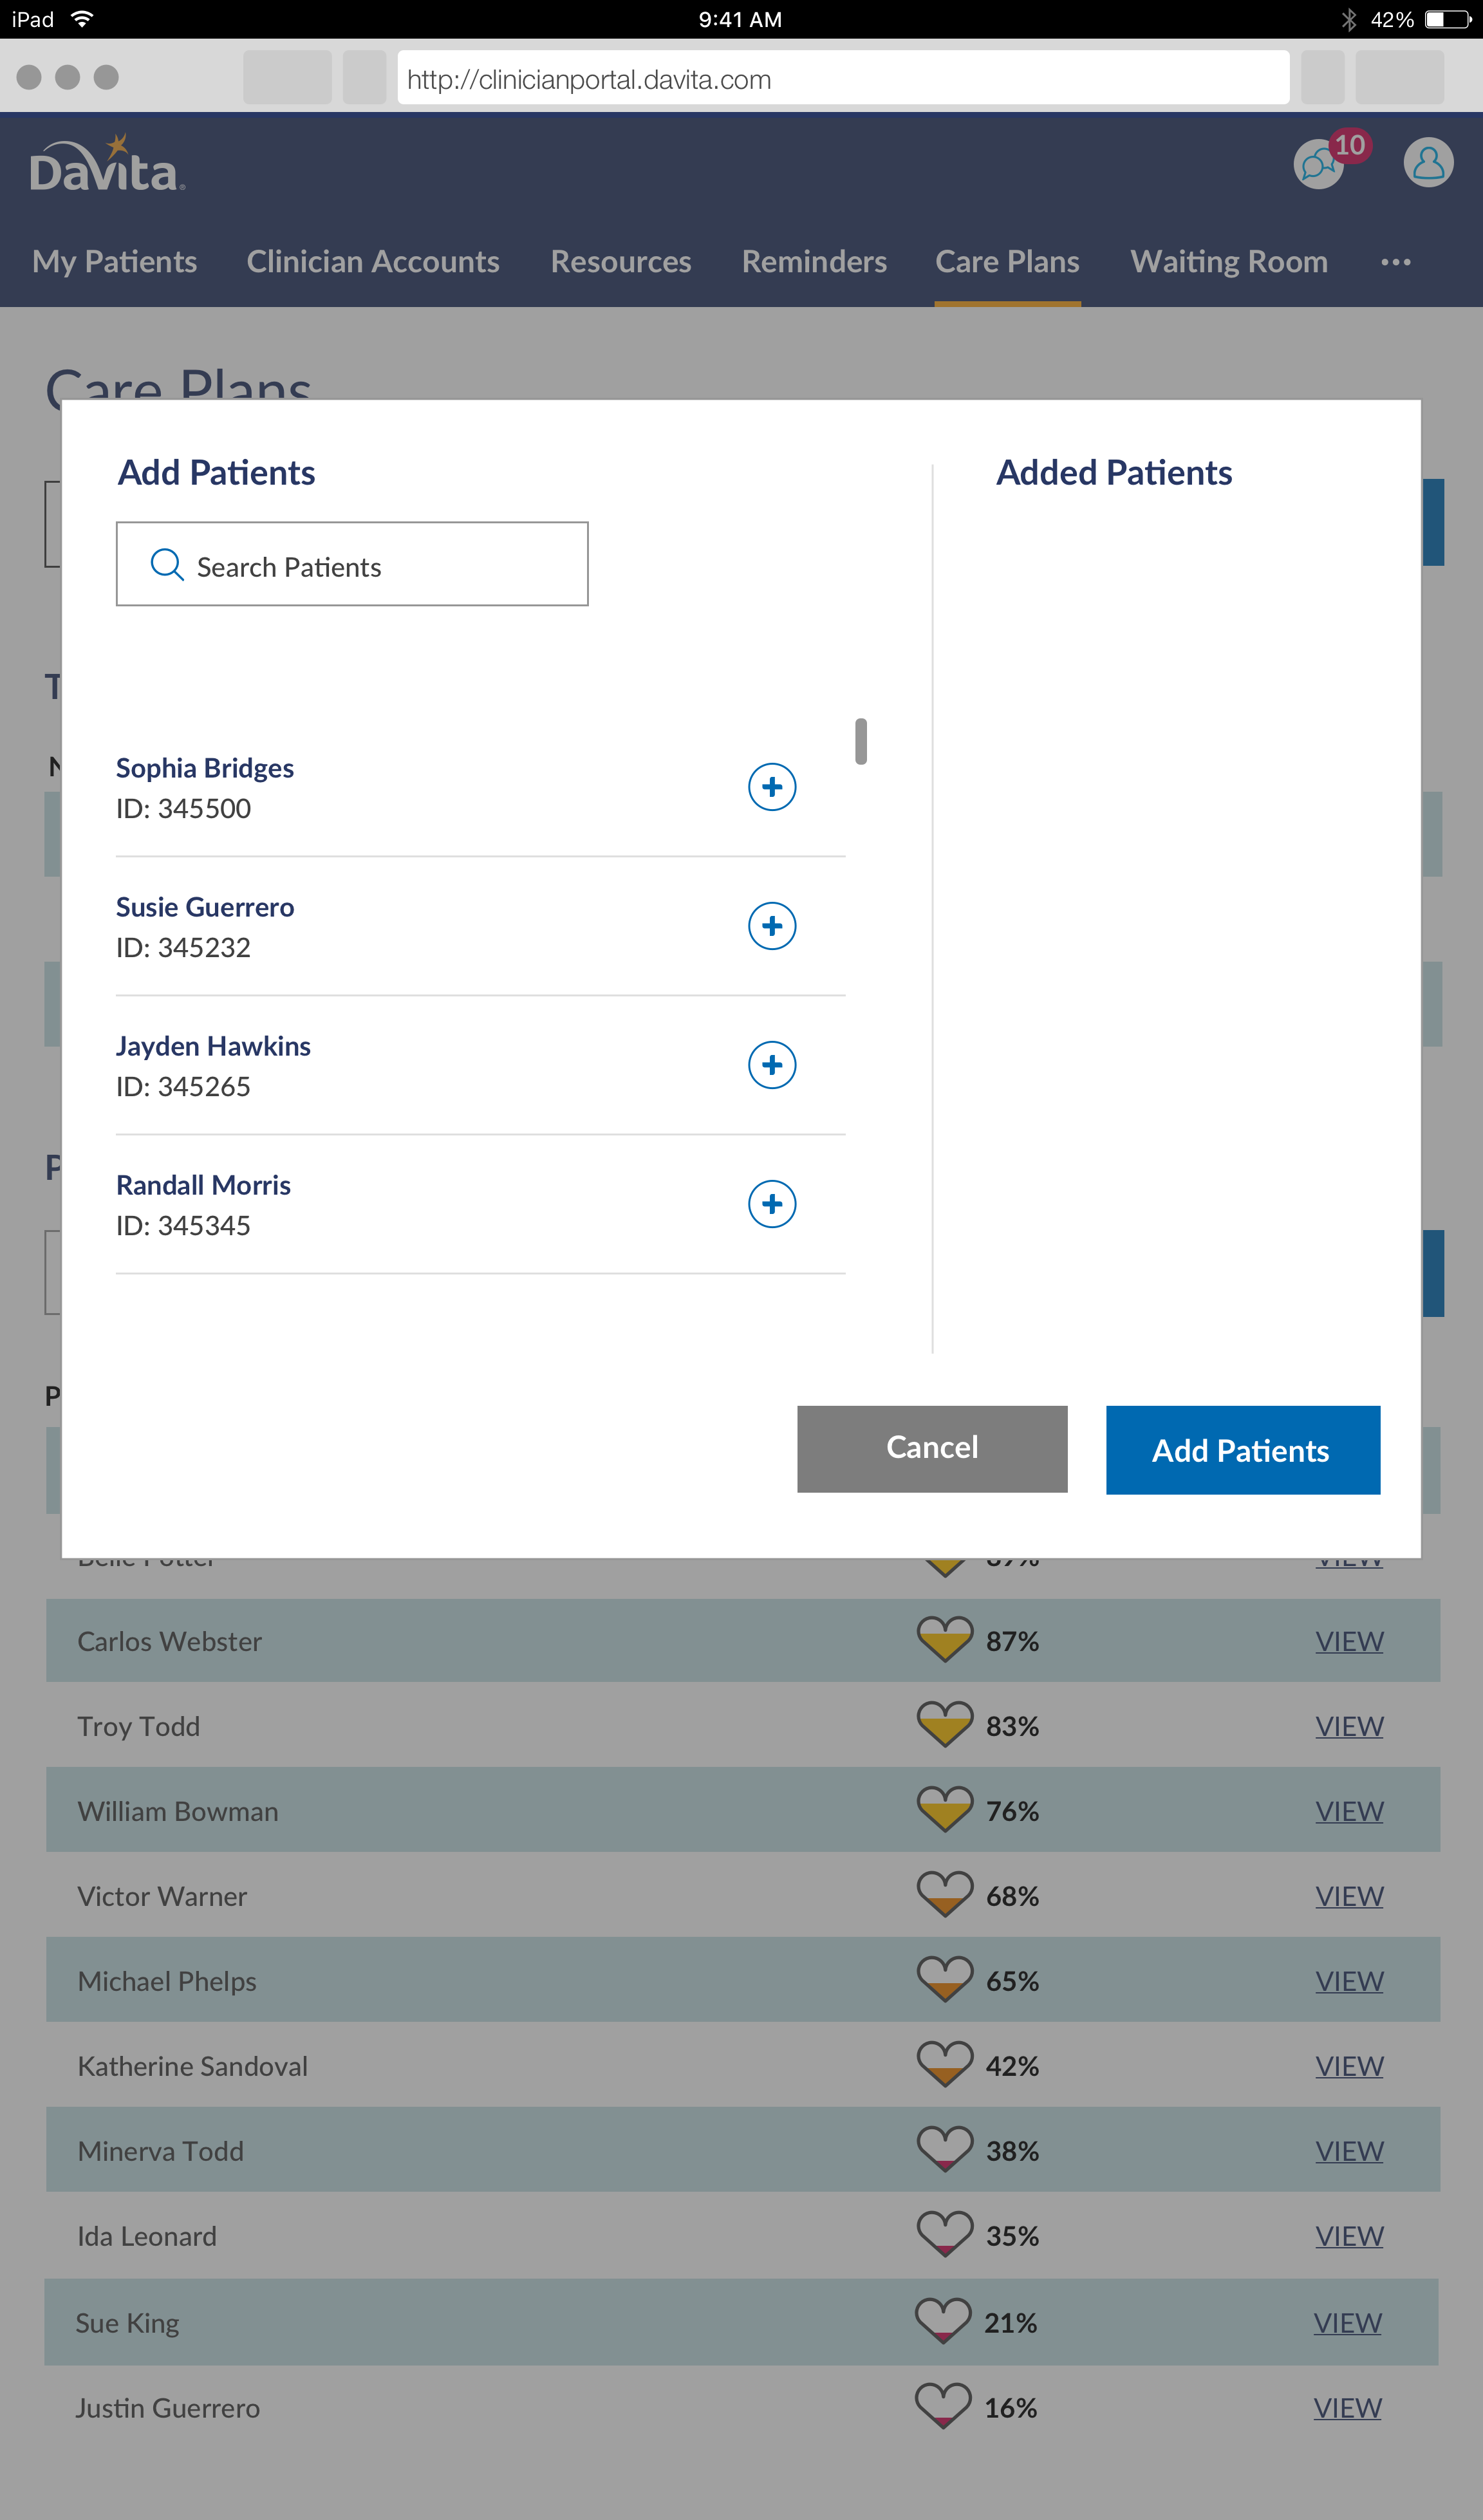 iPad 9:41 AM 42%
http://clinicianportal.davita.com
DaVita
10
My Patients Clinician Accounts Resources Reminders Care Plans Waiting Room ...
Care Plans
Add Patients
Added Patients
Search Patients
Sophia Bridges
ID: 345500
Susie Guerrero
ID: 345232
Jayden Hawkins
ID: 345265
Randall Morris
ID: 345345
Cancel
Add Patients
Carlos Webster 87% VIEW
Troy Todd 83% VIEW
William Bowman 76% VIEW
Victor Warner 68% VIEW
Michael Phelps 65% VIEW
Katherine Sandoval 42% VIEW
Minerva Todd 38% VIEW
Ida Leonard 35% VIEW
Sue King 21% VIEW
Justin Guerrero 16% VIEW